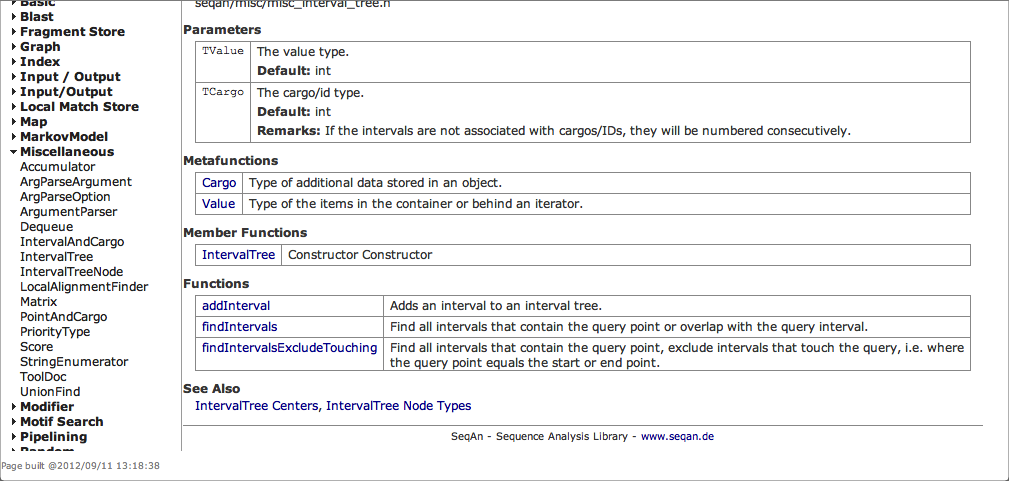 Basic
Blast
Fragment Store
Graph
Index
Input / Output
Input/Output
Local Match Store
Map
MarkovModel
Miscellaneous
Accumulator
ArgParseArgument
ArgParseOption
ArgumentParser
Dequeue
IntervalAndCargo
IntervalTree
IntervalTreeNode
LocalAlignmentFinder
Matrix
PointAndCargo
PriorityType
Score
StringEnumerator
ToolDoc
UnionFind
Modifier
Motif Search
Pipelining
Random
seqan/misc/misc_interval_tree.h
Parameters
TValue The value type.
Default: int
TCargo The cargo/id type.
Default: int
Remarks: If the intervals are not associated with cargos/IDs, they will be numbered consecutively.
Metafunctions
Cargo Type of additional data stored in an object.
Value Type of the items in the container or behind an iterator.
Member Functions
IntervalTree Constructor Constructor
Functions
addInterval Adds an interval to an interval tree.
findIntervals Find all intervals that contain the query point or overlap with the query interval.
findIntervalsExcludeTouching Find all intervals that contain the query point, exclude intervals that touch the query, i.e. where
the query point equals the start or end point.
See Also
IntervalTree Centers, IntervalTree Node Types
SeqAn - Sequence Analysis Library - www.seqan.de
Page built @2012/09/11 13:18:38